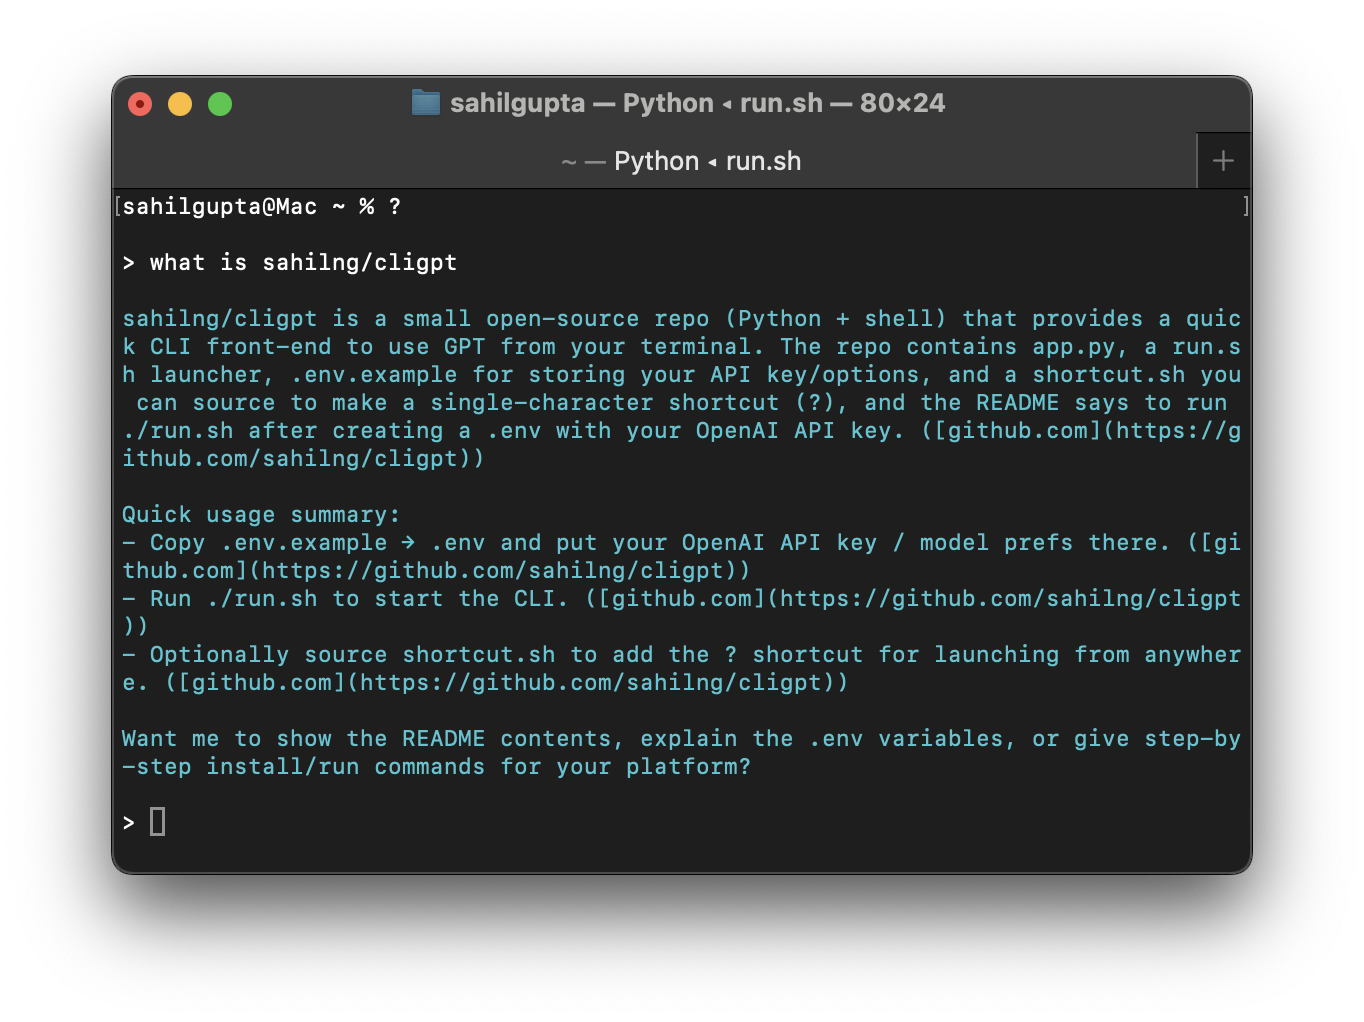 sahilgupta — Python ◂ run.sh — 80×24
~ — Python ◂ run.sh
+
[sahilgupta@Mac ~ % ? ]
> what is sahilng/cligpt
sahilng/cligpt is a small open-source repo (Python + shell) that provides a quic
k CLI front-end to use GPT from your terminal. The repo contains app.py, a run.s
h launcher, .env.example for storing your API key/options, and a shortcut.sh you
 can source to make a single-character shortcut (?), and the README says to run
./run.sh after creating a .env with your OpenAI API key. ([github.com](https://g
ithub.com/sahilng/cligpt))
Quick usage summary:
- Copy .env.example → .env and put your OpenAI API key / model prefs there. ([gi
thub.com](https://github.com/sahilng/cligpt))
- Run ./run.sh to start the CLI. ([github.com](https://github.com/sahilng/cligpt
))
- Optionally source shortcut.sh to add the ? shortcut for launching from anywher
e. ([github.com](https://github.com/sahilng/cligpt))
Want me to show the README contents, explain the .env variables, or give step-by
-step install/run commands for your platform?
>